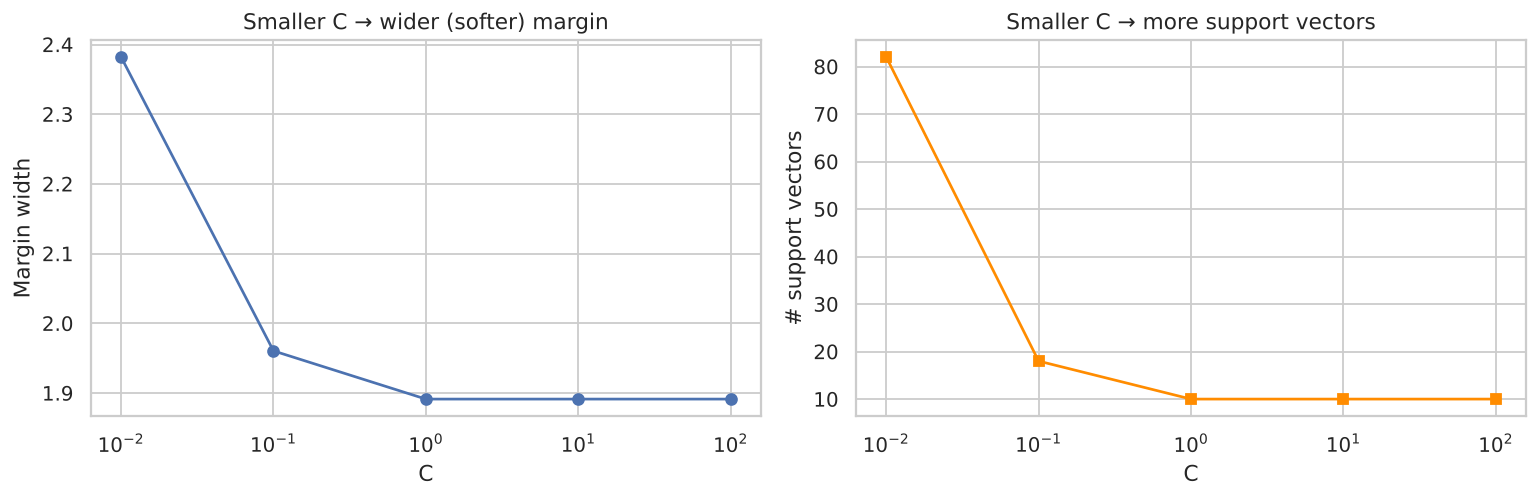 Smaller C → wider (softer) margin
Margin width
2.4
2.3
2.2
2.1
2.0
1.9
10⁻² 10⁻¹ 10⁰ 10¹ 10²
C
Smaller C → more support vectors
# support vectors
80
70
60
50
40
30
20
10
10⁻² 10⁻¹ 10⁰ 10¹ 10²
C